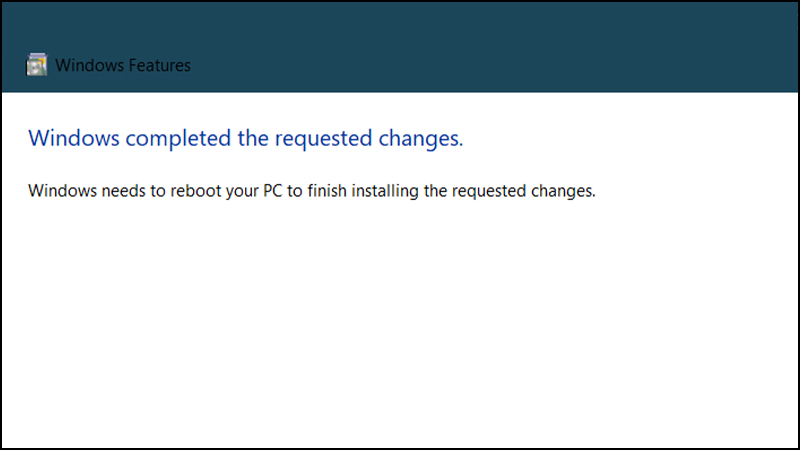 Windows Features
Windows completed the requested changes.
Windows needs to reboot your PC to finish installing the requested changes.